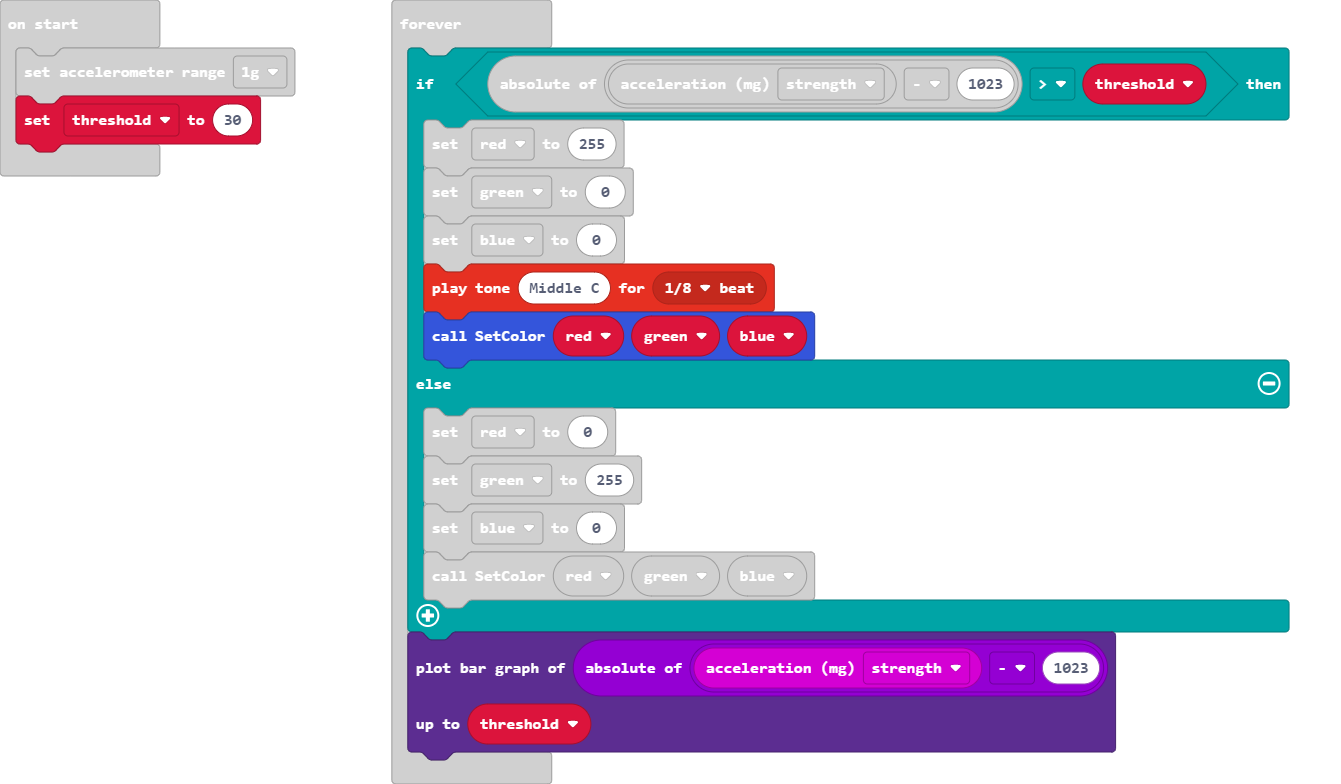 on start
set accelerometer range 1g
set threshold to 30
forever
if absolute of acceleration (mg) strength - 1023 > threshold then
set red to 255
set green to 0
set blue to 0
play tone Middle C for 1/8 beat
call SetColor red green blue
else
set red to 0
set green to 255
set blue to 0
call SetColor red green blue
plot bar graph of absolute of acceleration (mg) strength - 1023
up to threshold